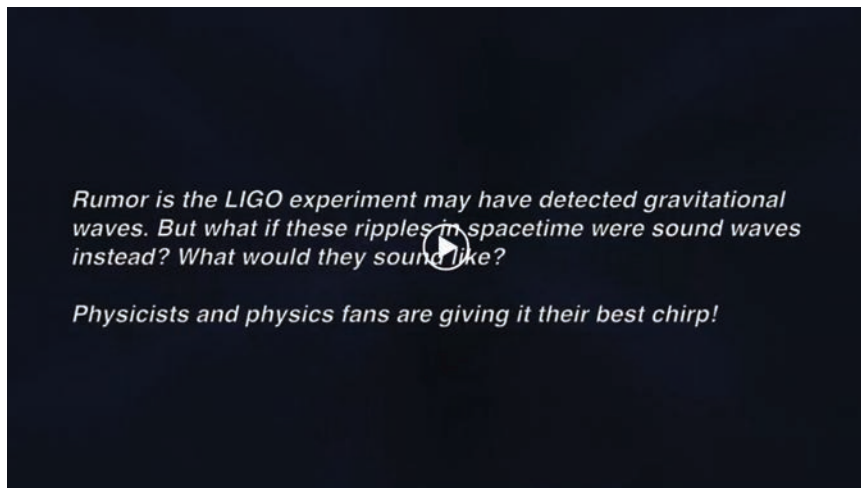 Rumor is the LIGO experiment may have detected gravitational
waves. But what if these ripples in spacetime were sound waves
instead? What would they sound like?
Physicists and physics fans are giving it their best chirp!